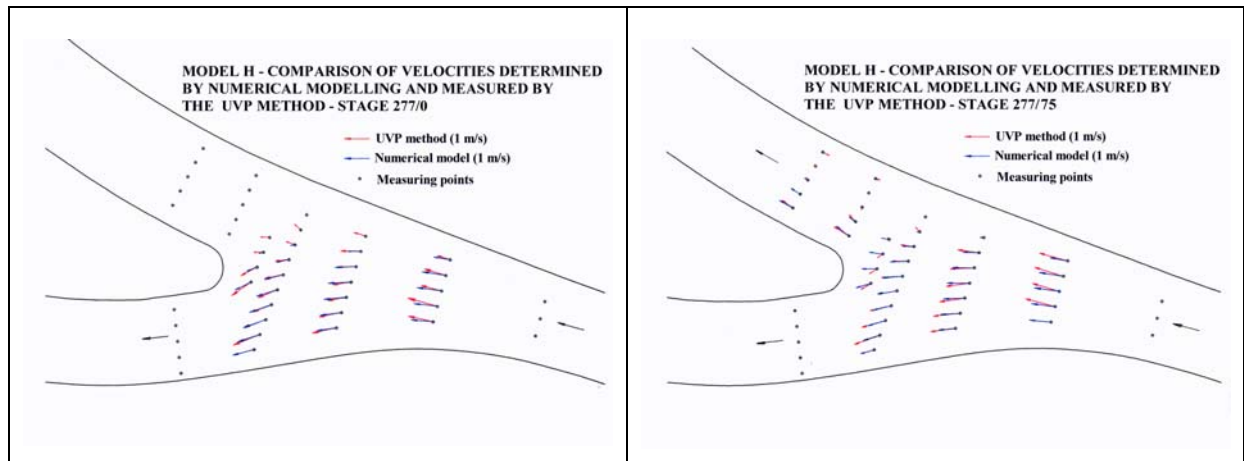 MODEL H - COMPARISON OF VELOCITIES DETERMINED
BY NUMERICAL MODELLING AND MEASURED BY
THE UVP METHOD - STAGE 277/0
UVP method (1 m/s)
Numerical model (1 m/s)
Measuring points
MODEL H - COMPARISON OF VELOCITIES DETERMINED
BY NUMERICAL MODELLING AND MEASURED BY
THE UVP METHOD - STAGE 277/75
UVP method (1 m/s)
Numerical model (1 m/s)
Measuring points